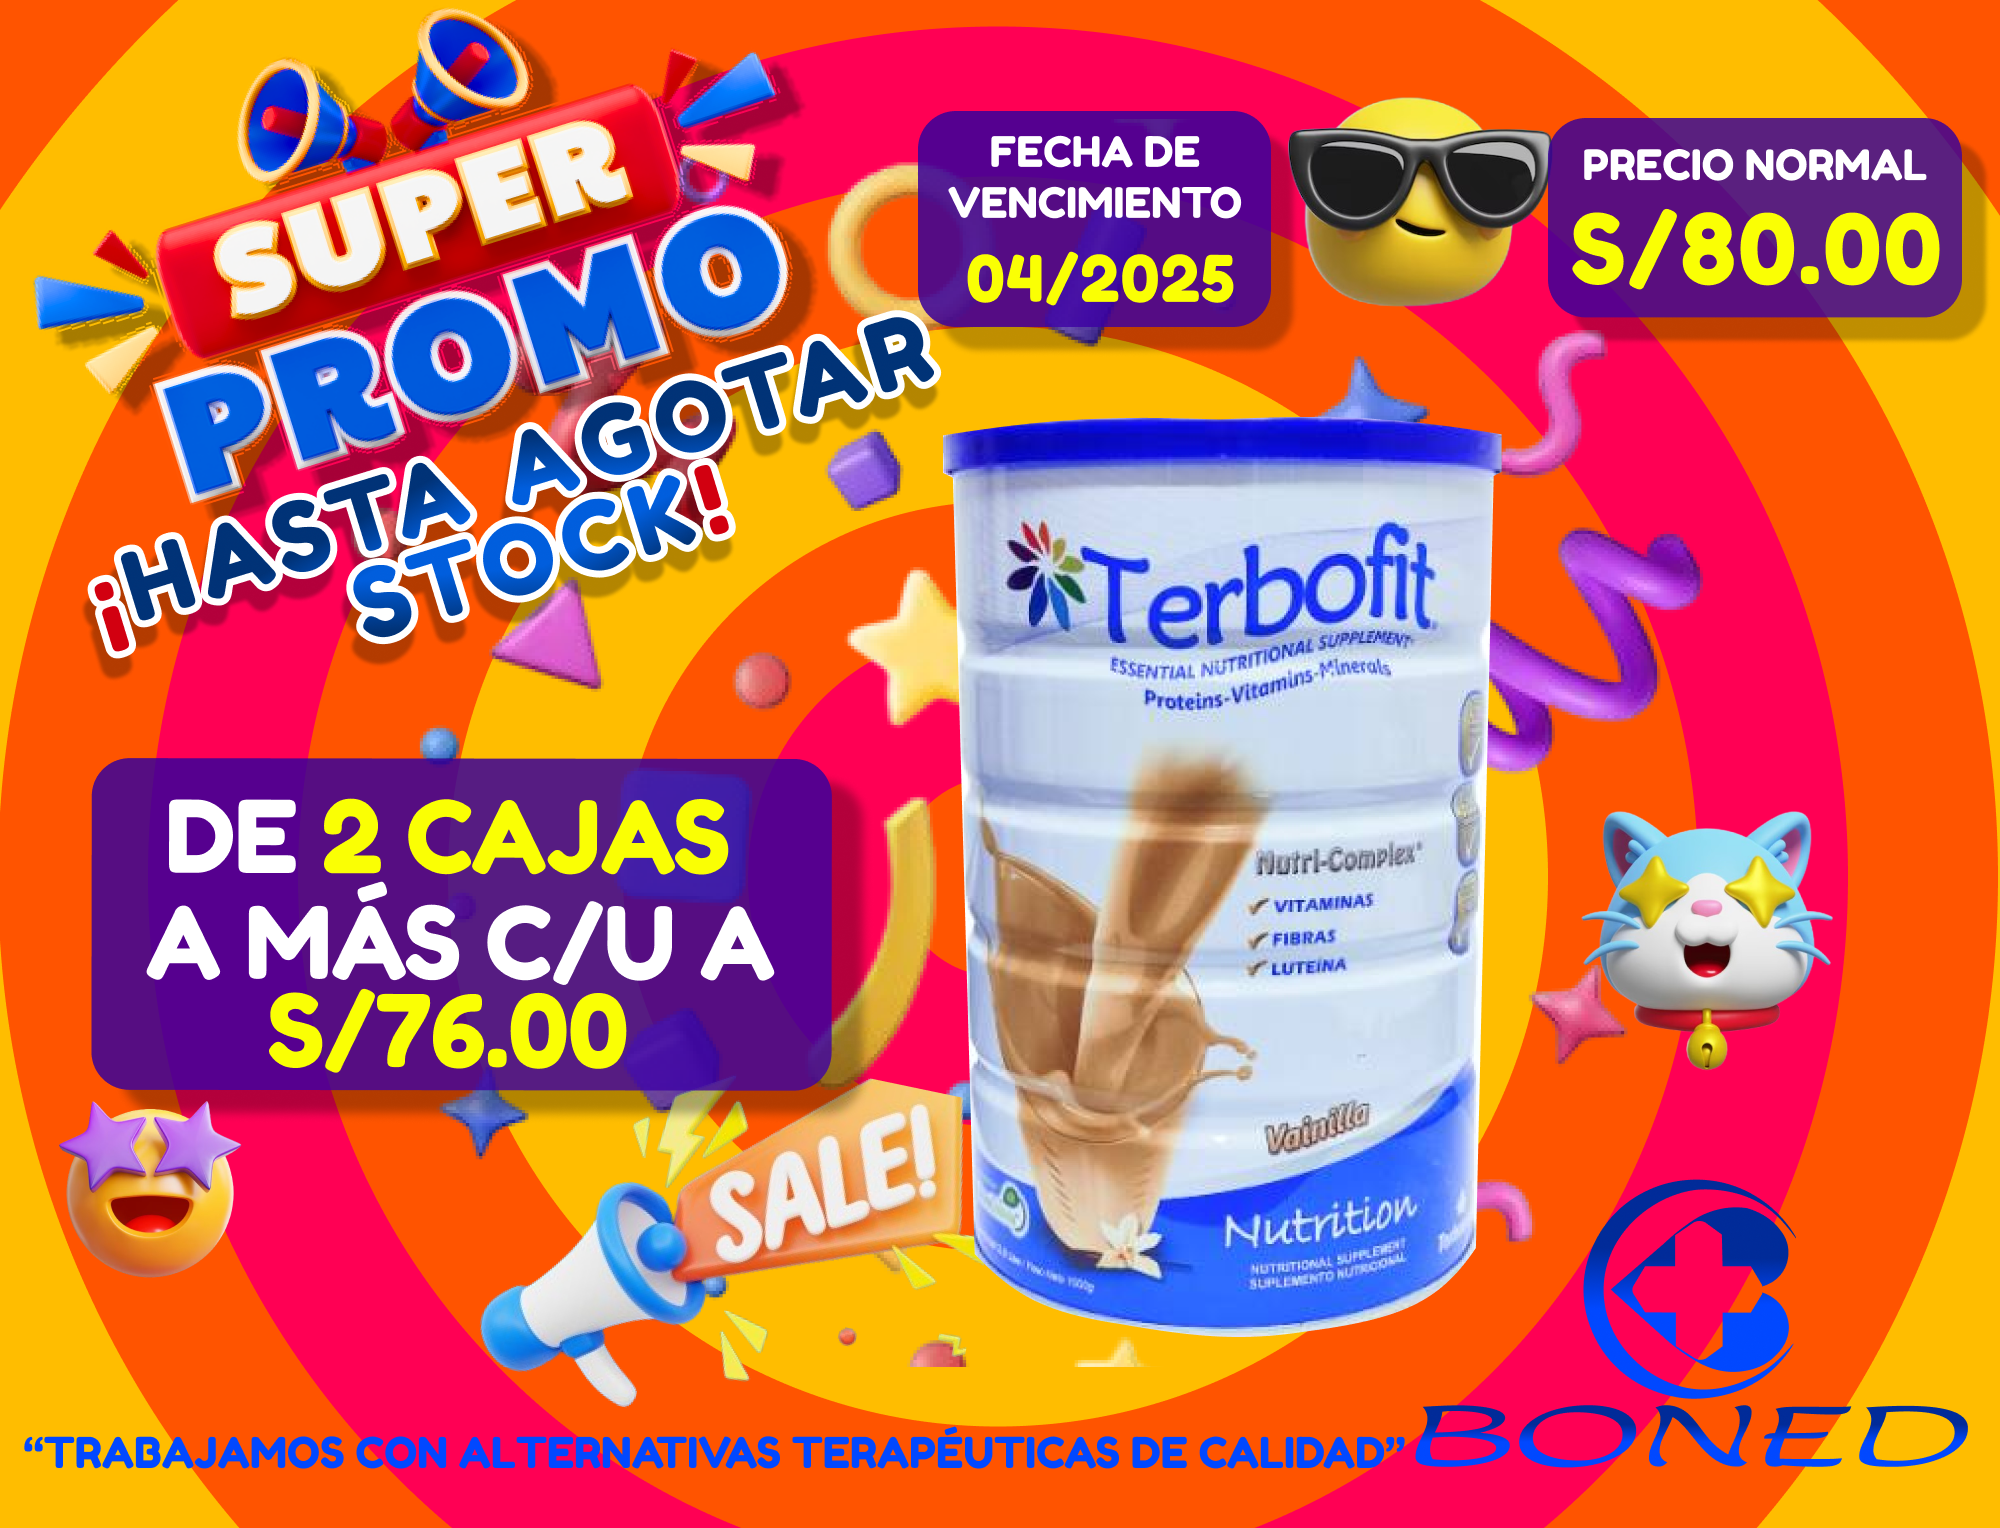 SUPER
PROMO
¡HASTA AGOTAR
STOCK!
FECHA DE
VENCIMIENTO
04/2025
PRECIO NORMAL
S/80.00
DE 2 CAJAS
A MÁS C/U A
S/76.00
SALE!
Terbofit
ESSENTIAL NUTRITIONAL SUPPLEMENT
Proteins-Vitamins-Minerals
Nutri-Complex
VITAMINAS
FIBRAS
LUTEÍNA
Vainilla
Nutrition
NUTRITIONAL SUPPLEMENT
SUPLEMENTO NUTRICIONAL
"TRABAJAMOS CON ALTERNATIVAS TERAPÉUTICAS DE CALIDAD"
BONED